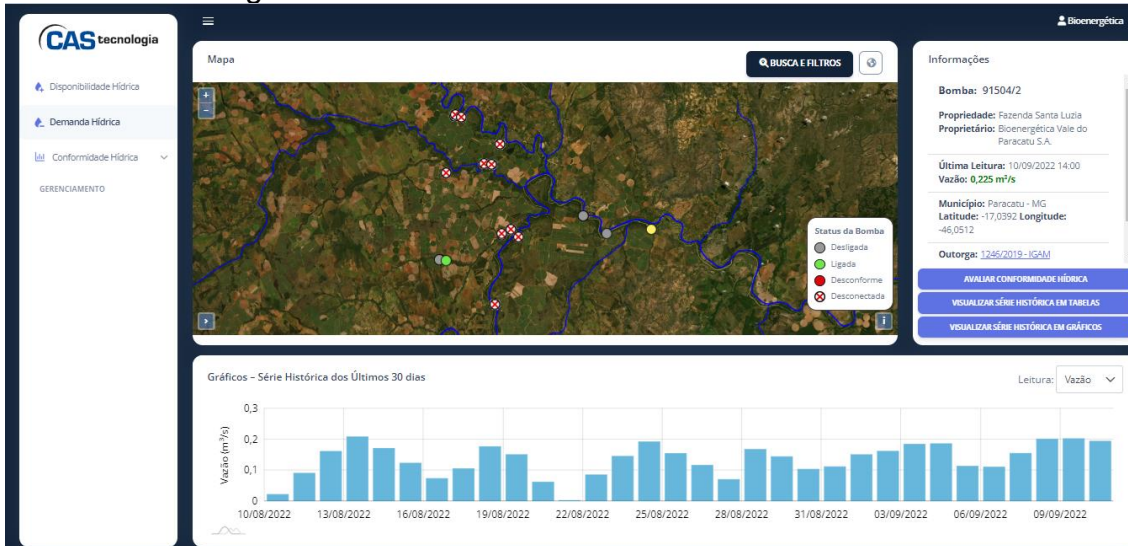 CAS tecnologia
Disponibilidade Hídrica
Demanda Hídrica
Conformidade Hídrica
GERENCIAMENTO
Bioenergética
Mapa
BUSCA E FILTROS
+
-
Status da Bomba
Desligada
Ligada
Desconforme
Desconectada
›
i
Informações
Bomba: 91504/2
Propriedade: Fazenda Santa Luzia
Proprietário: Bioenergética Vale do
Paracatu S.A.
Última Leitura: 10/09/2022 14:00
Vazão: 0,225 m³/s
Município: Paracatu - MG
Latitude: -17,0392 Longitude:
-46,0512
Outorga: 1246/2019 - IGAM
AVALIAR CONFORMIDADE HÍDRICA
VISUALIZAR SÉRIE HISTÓRICA EM TABELAS
VISUALIZAR SÉRIE HISTÓRICA EM GRÁFICOS
Gráficos – Série Histórica dos Últimos 30 dias
Leitura: Vazão
Vazão (m³/s)
0,3
0,2
0,1
0
10/08/2022 13/08/2022 16/08/2022 19/08/2022 22/08/2022 25/08/2022 28/08/2022 31/08/2022 03/09/2022 06/09/2022 09/09/2022